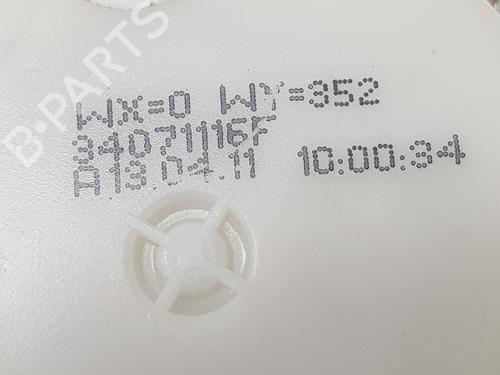 B-PARTS
WX=0 WY=352
34071116F
A13 04.11 10:00:34